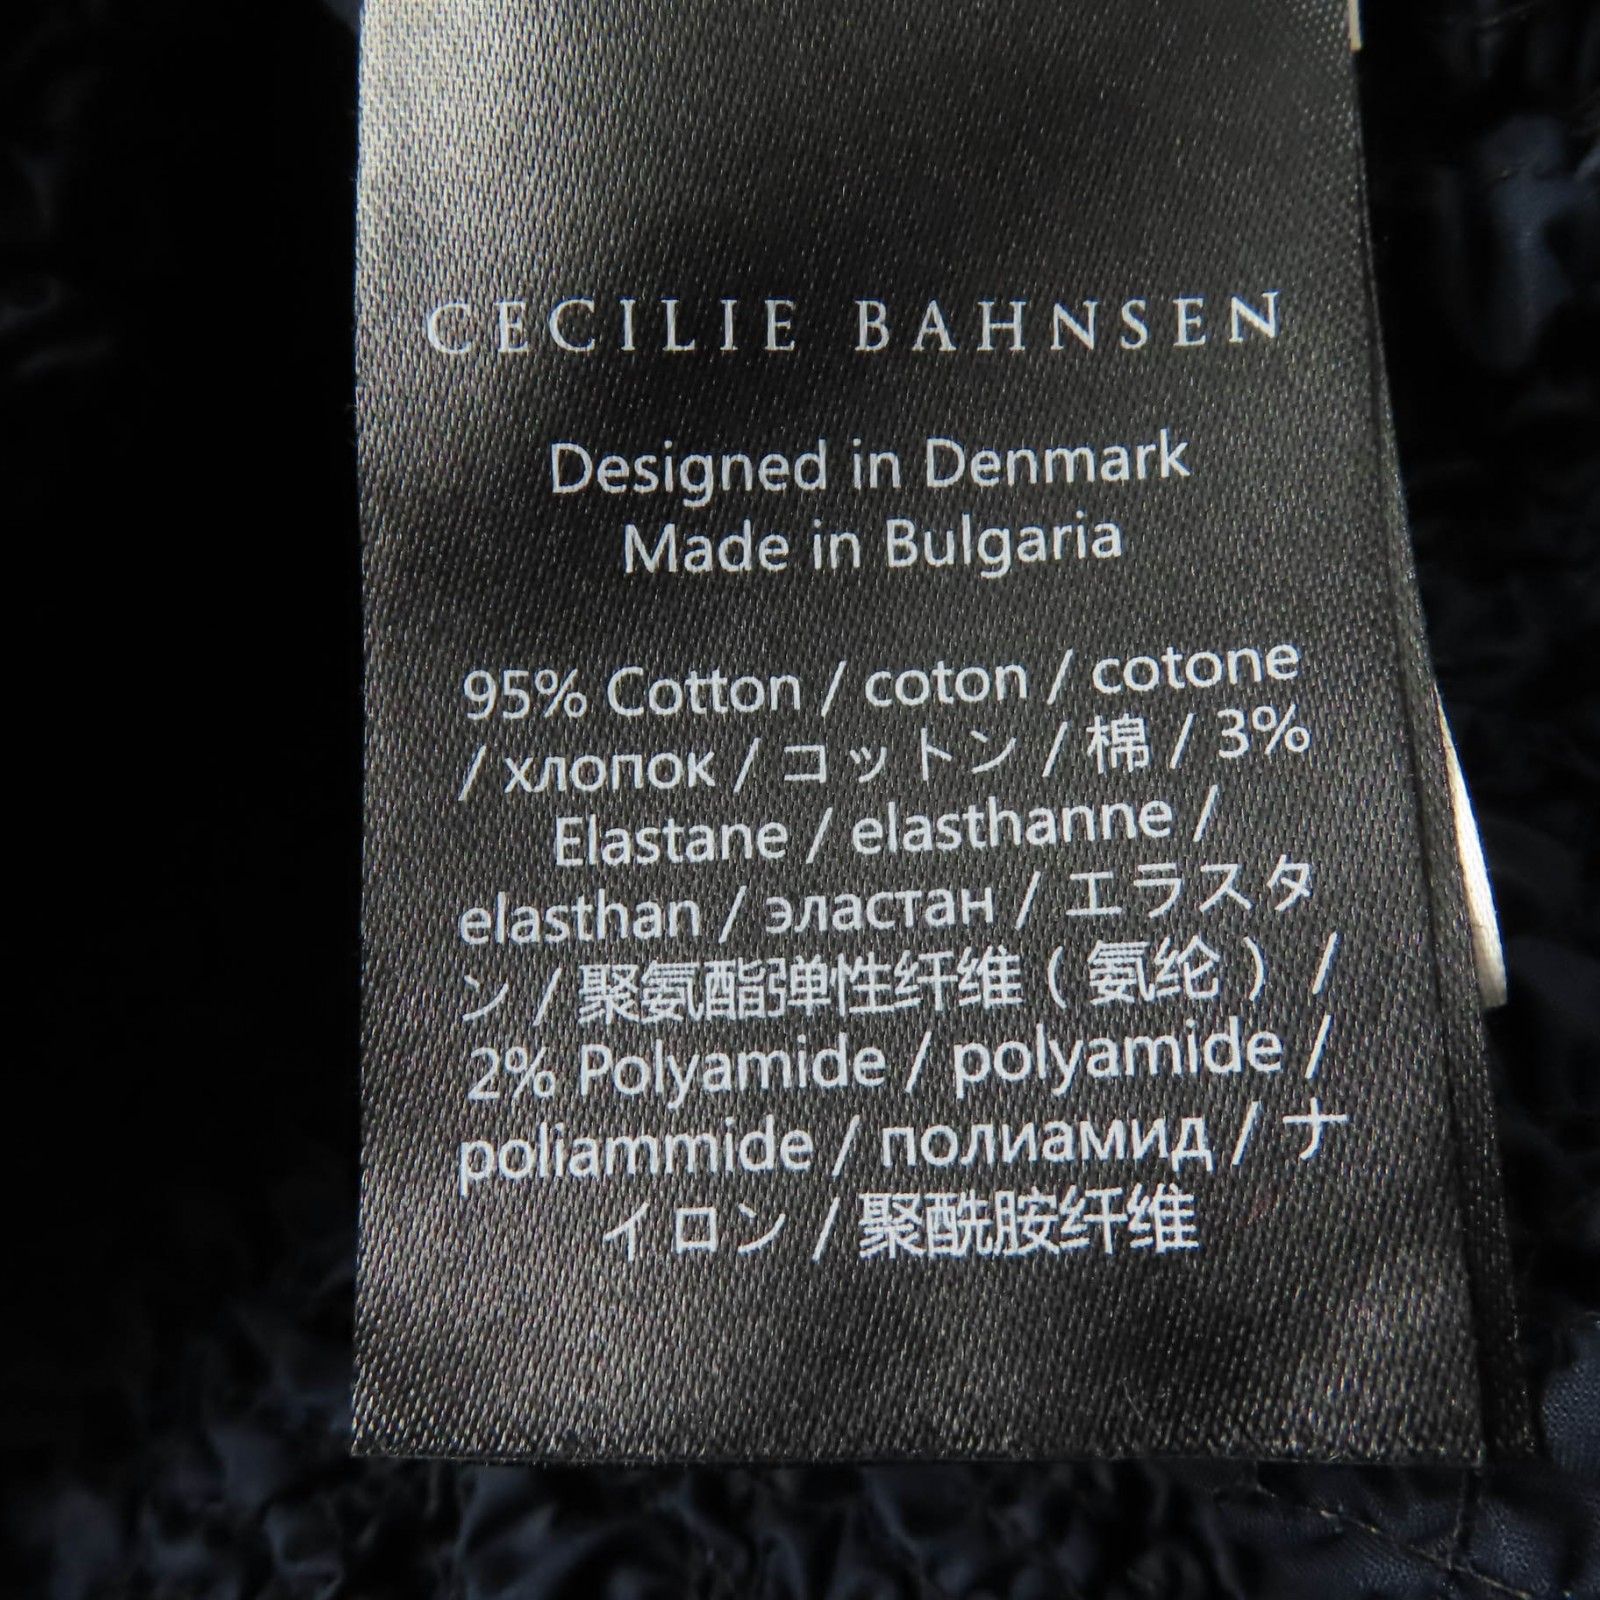 CECILIE BAHNSEN
Designed in Denmark
Made in Bulgaria
95% Cotton / coton / cotone
/ хлопок / コットン / 棉 / 3%
Elastane / elasthanne /
elasthan / эластан / エラスタ
ン / 聚氨酯弹性纤维 ( 氨纶 ) /
2% Polyamide / polyamide /
poliammide / полиамид / ナ
イロン / 聚酰胺纤维